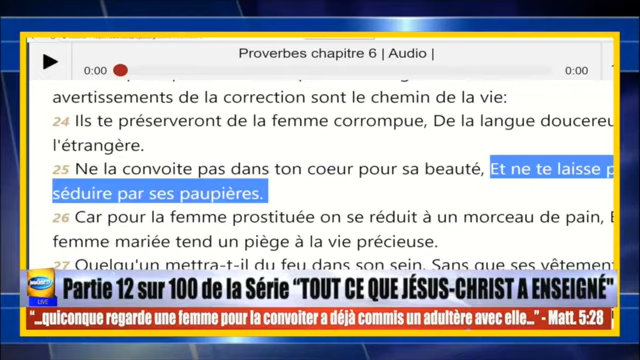 Proverbes chapitre 6 | Audio |
0:00
0:00
avertissements de la correction sont le chemin de la vie:
24 Ils te préserveront de la femme corrompue, De la langue doucereu
l'étrangère.
25 Ne la convoite pas dans ton coeur pour sa beauté, Et ne te laisse p
séduire par ses paupières.
26 Car pour la femme prostituée on se réduit à un morceau de pain,
femme mariée tend un piège à la vie précieuse.
27 Quelqu'un mettra-t-il du feu dans son sein, Sans que ses vêtem
Partie 12 sur 100 de la Série “TOUT CE QUE JÉSUS-CHRIST A ENSEIGNÉ"
LIVE
“...quiconque regarde une femme pour la convoiter a déjà commis un adultère avec elle...” - Matt. 5:28